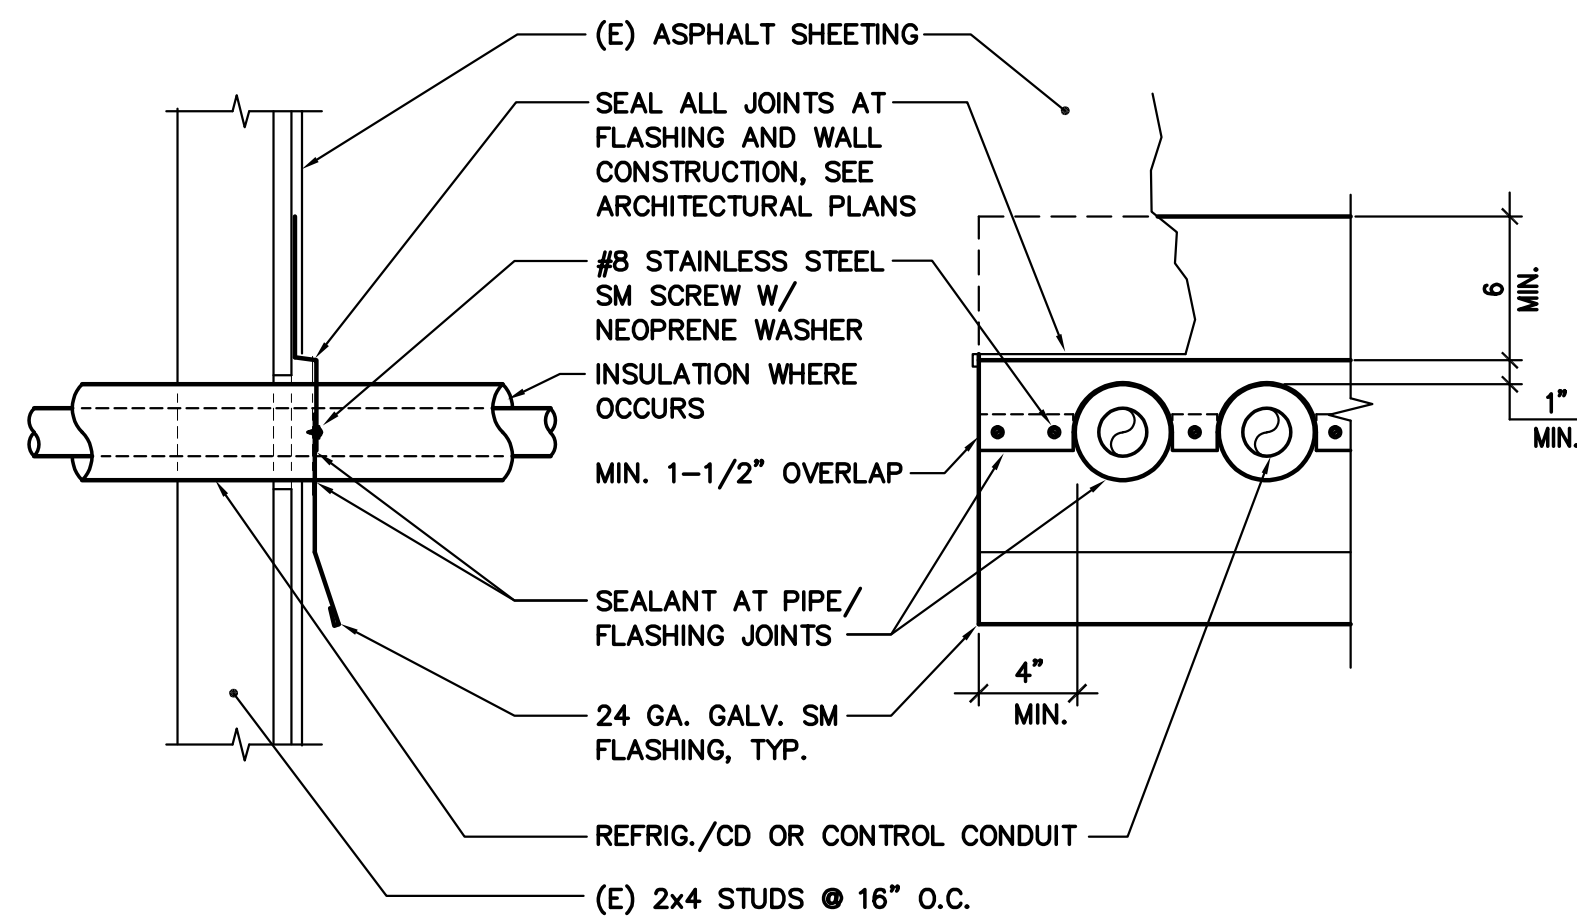 (E) ASPHALT SHEETING
SEAL ALL JOINTS AT
FLASHING AND WALL
CONSTRUCTION, SEE
ARCHITECTURAL PLANS
#8 STAINLESS STEEL
SM SCREW W/
NEOPRENE WASHER
INSULATION WHERE
OCCURS
MIN. 1-1/2" OVERLAP
SEALANT AT PIPE/
FLASHING JOINTS
24 GA. GALV. SM
FLASHING, TYP.
REFRIG./CD OR CONTROL CONDUIT
(E) 2x4 STUDS @ 16" O.C.
6
MIN.
1"
MIN.
4"
MIN.